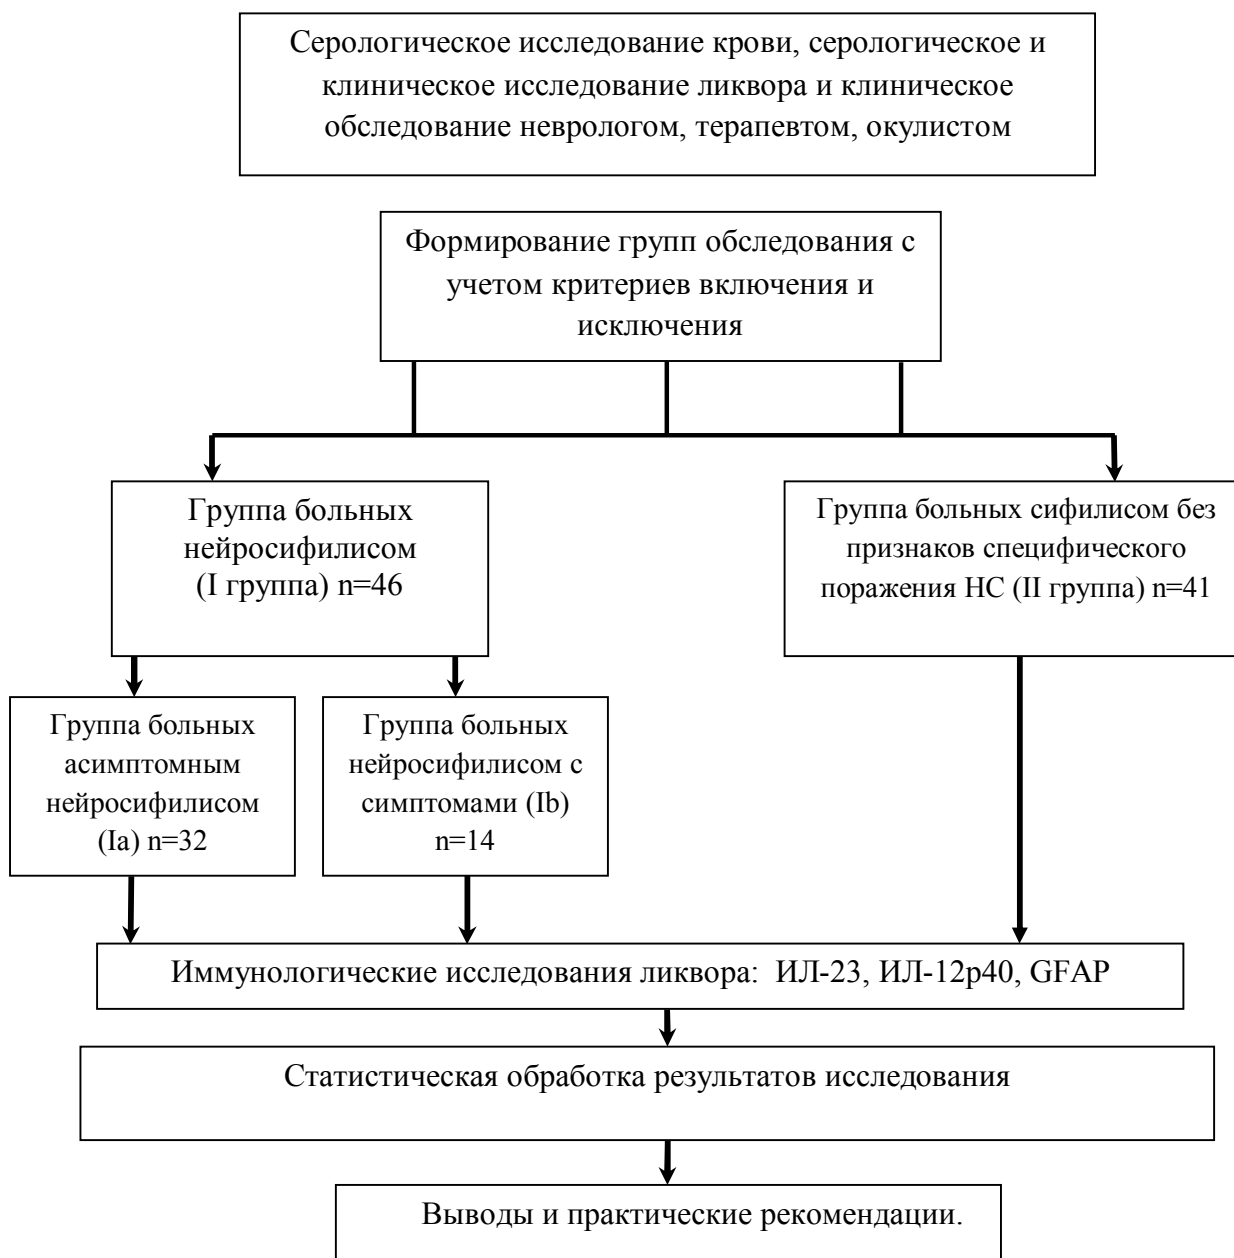 Серологическое исследование крови, серологическое и
клиническое исследование ликвора и клиническое
обследование неврологом, терапевтом, окулистом
Формирование групп обследования с
учетом критериев включения и
исключения
Группа больных
нейросифилисом
(I группа) n=46
Группа больных сифилисом без
признаков специфического
поражения НС (II группа) n=41
Группа больных
асимптомным
нейросифилисом
(Ia) n=32
Группа больных
нейросифилисом с
симптомами (Ib)
n=14
Иммунологические исследования ликвора: ИЛ-23, ИЛ-12р40, GFAP
Статистическая обработка результатов исследования
Выводы и практические рекомендации.